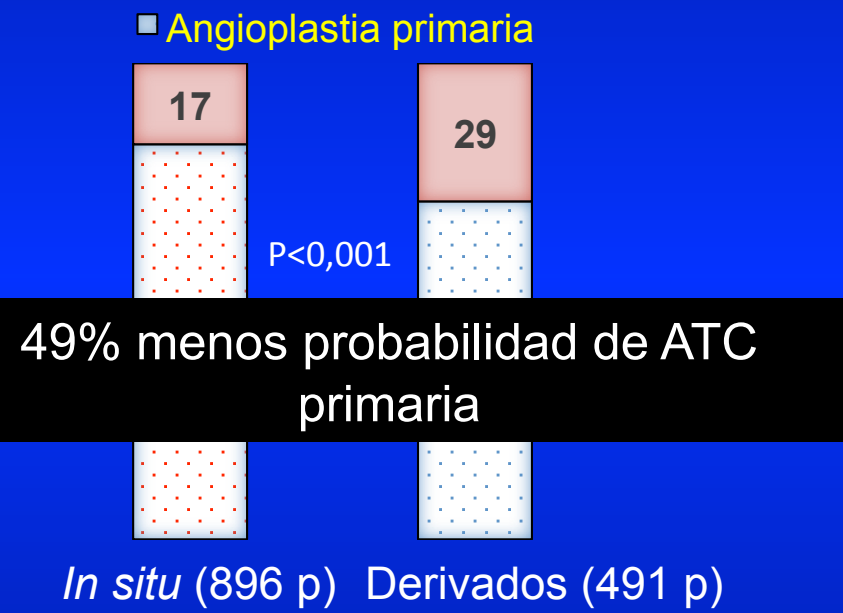 Angioplastia primaria
17
29
P<0,001
49% menos probabilidad de ATC
primaria
In situ (896 p) Derivados (491 p)